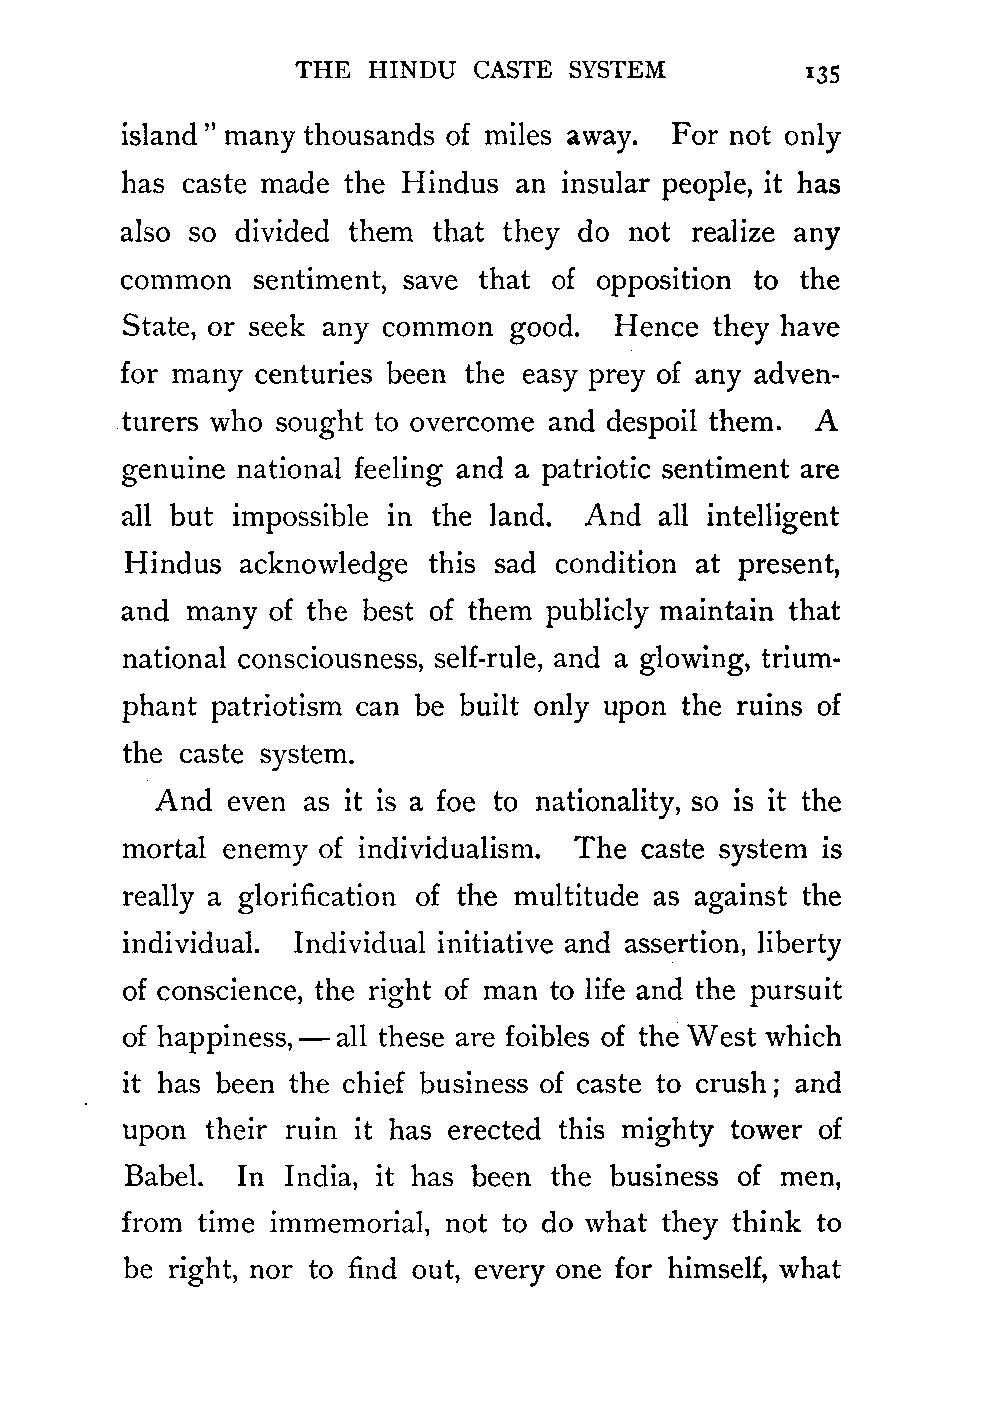 THE HINDU CASTE SYSTEM 135
island" many thousands of miles away. For not only
has caste made the Hindus an insular people, it has
also so divided them that they do not realize any
common sentiment, save that of opposition to the
State, or seek any common good. Hence they have
for many centuries been the easy prey of any adven-
turers who sought to overcome and despoil them. A
genuine national feeling and a patriotic sentiment are
all but impossible in the land. And all intelligent
Hindus acknowledge this sad condition at present,
and many of the best of them publicly maintain that
national consciousness, self-rule, and a glowing, trium-
phant patriotism can be built only upon the ruins of
the caste system.
And even as it is a foe to nationality, so is it the
mortal enemy of individualism. The caste system is
really a glorification of the multitude as against the
individual. Individual initiative and assertion, liberty
of conscience, the right of man to life and the pursuit
of happiness, — all these are foibles of the West which
it has been the chief business of caste to crush; and
upon their ruin it has erected this mighty tower of
Babel. In India, it has been the business of men,
from time immemorial, not to do what they think to
be right, nor to find out, every one for himself, what